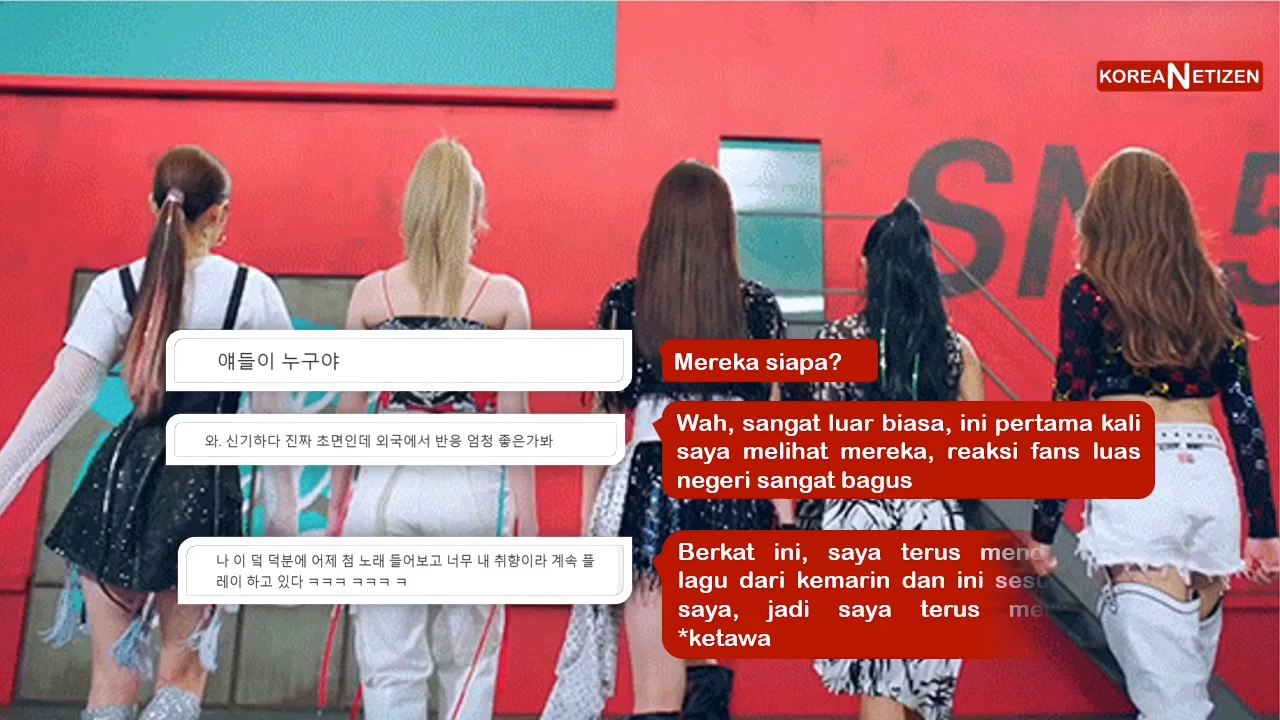 KOREANETIZEN
SM
5
얘들이 누구야
Mereka siapa?
와. 신기하다 진짜 초면인데 외국에서 반응 엄청 좋은가봐
Wah, sangat luar biasa, ini pertama kali
saya melihat mereka, reaksi fans luas
negeri sangat bagus
나 이 덬 덕분에 어제 첨 노래 들어보고 너무 내 취향이라 계속 플
레이 하고 있다 ㅋㅋㅋ ㅋㅋㅋ ㅋ
Berkat ini, saya terus
lagu dari kemarin dan ini
saya, jadi saya terus
*ketawa